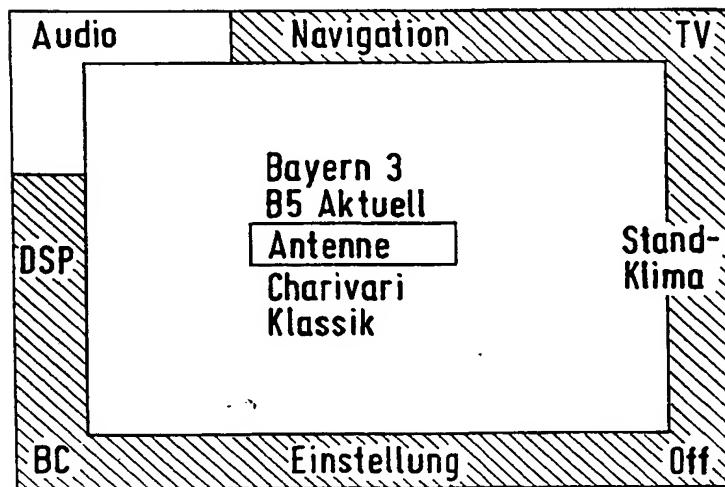 Audio Navigation TV
Bayern 3
B5 Aktuell
Antenne
Charivari
Klassik
DSP
Stand-
Klima
BC Einstellung Off